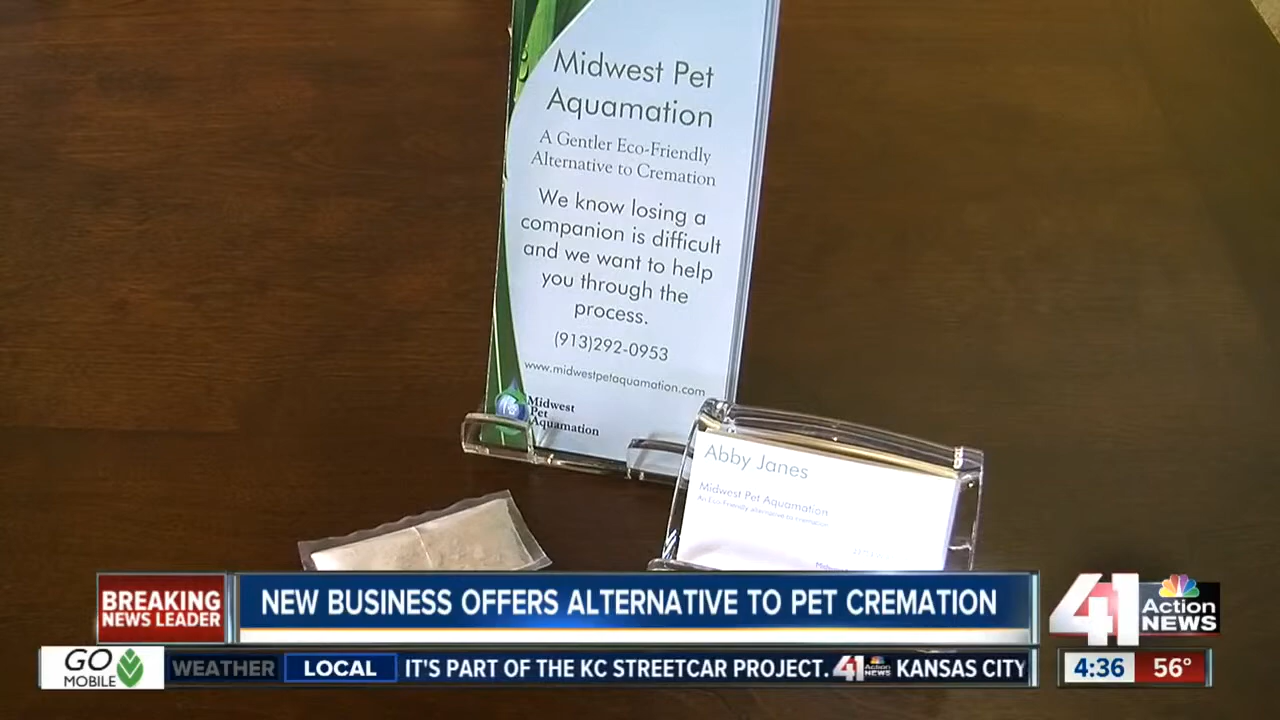 Midwest Pet
Aquamation
A Gentler Eco-Friendly
Alternative to Cremation
We know losing a
companion is difficult
and we want to help
you through the
process.
(913)292-0953
www.midwestpetaquamation.com
Midwest
Pet
Aquamation
Abby Janes
Midwest Pet Aquamation
An Eco-Friendly alternative to cremation
BREAKING
NEWS LEADER
NEW BUSINESS OFFERS ALTERNATIVE TO PET CREMATION
41 Action
NEWS
GO
MOBILE
WEATHER
LOCAL
IT'S PART OF THE KC STREETCAR PROJECT. 41 Action NEWS KANSAS CITY
4:36
56°